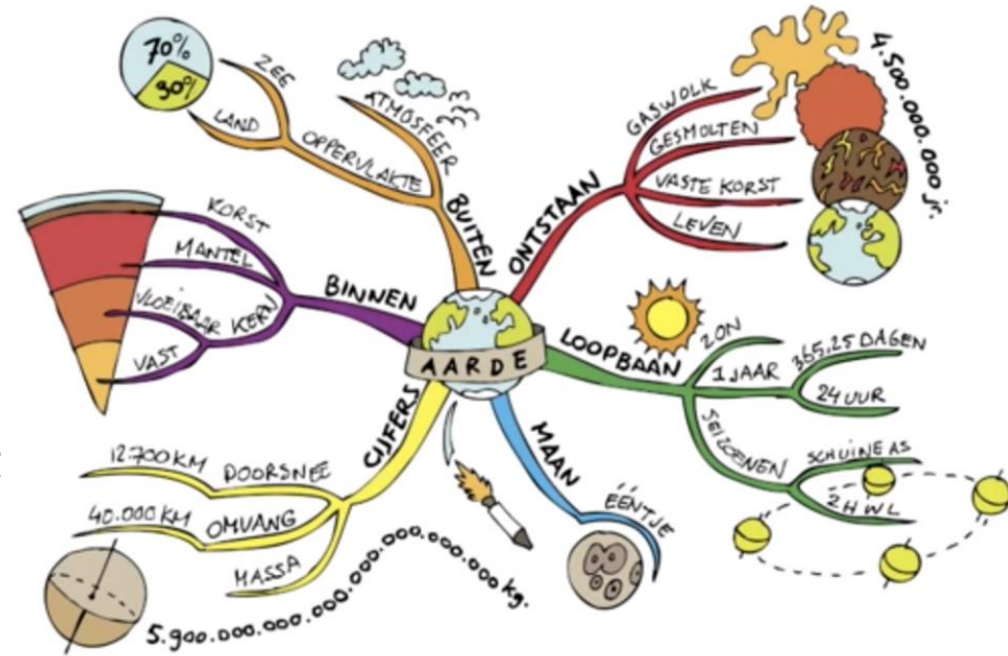 70%
30%
ZEE
LAND
OPPERVLAKTE
ATMOSFEER
BUITEN
ONTSTAAN
GASWOLK
GESMOLTEN
VASTE KORST
LEVEN
4.500.000.000 jr.
KORST
MANTEL
VLOEIBAAR
KERN
VAST
BINNEN
AARDE
LOOPBAAN
ZON
1 JAAR
365,25 DAGEN
24 UUR
SEIZOENEN
SCHUINE AS
2 H WL
CIJFERS
12.700 KM
DOORSNEE
40.000 KM
OMVANG
MASSA
5.900.000.000.000.000.000.000.000 kg.
MAAN
ÉÉNTJE